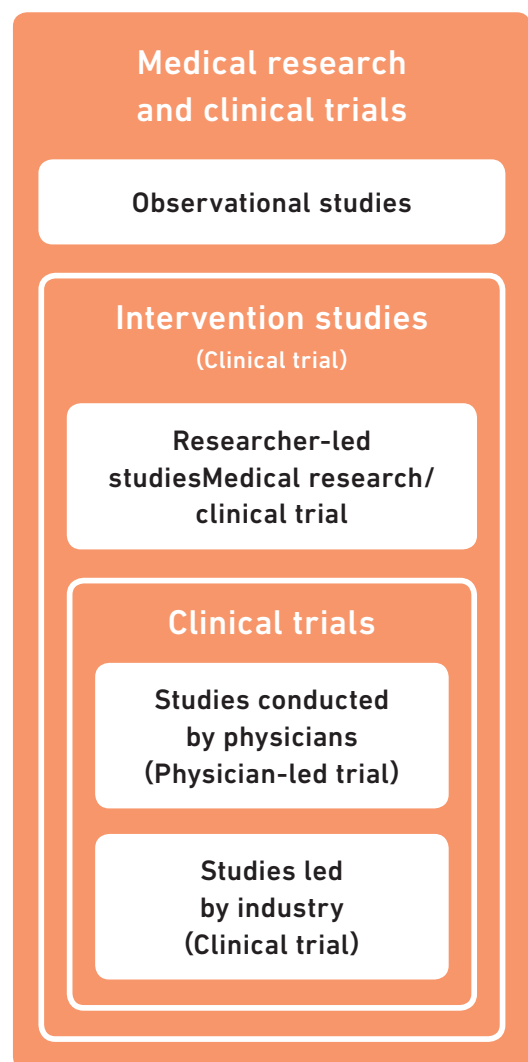 Medical research
and clinical trials
Observational studies
Intervention studies
(Clinical trial)
Researcher-led
studiesMedical research/
clinical trial
Clinical trials
Studies conducted
by physicians
(Physician-led trial)
Studies led
by industry
(Clinical trial)